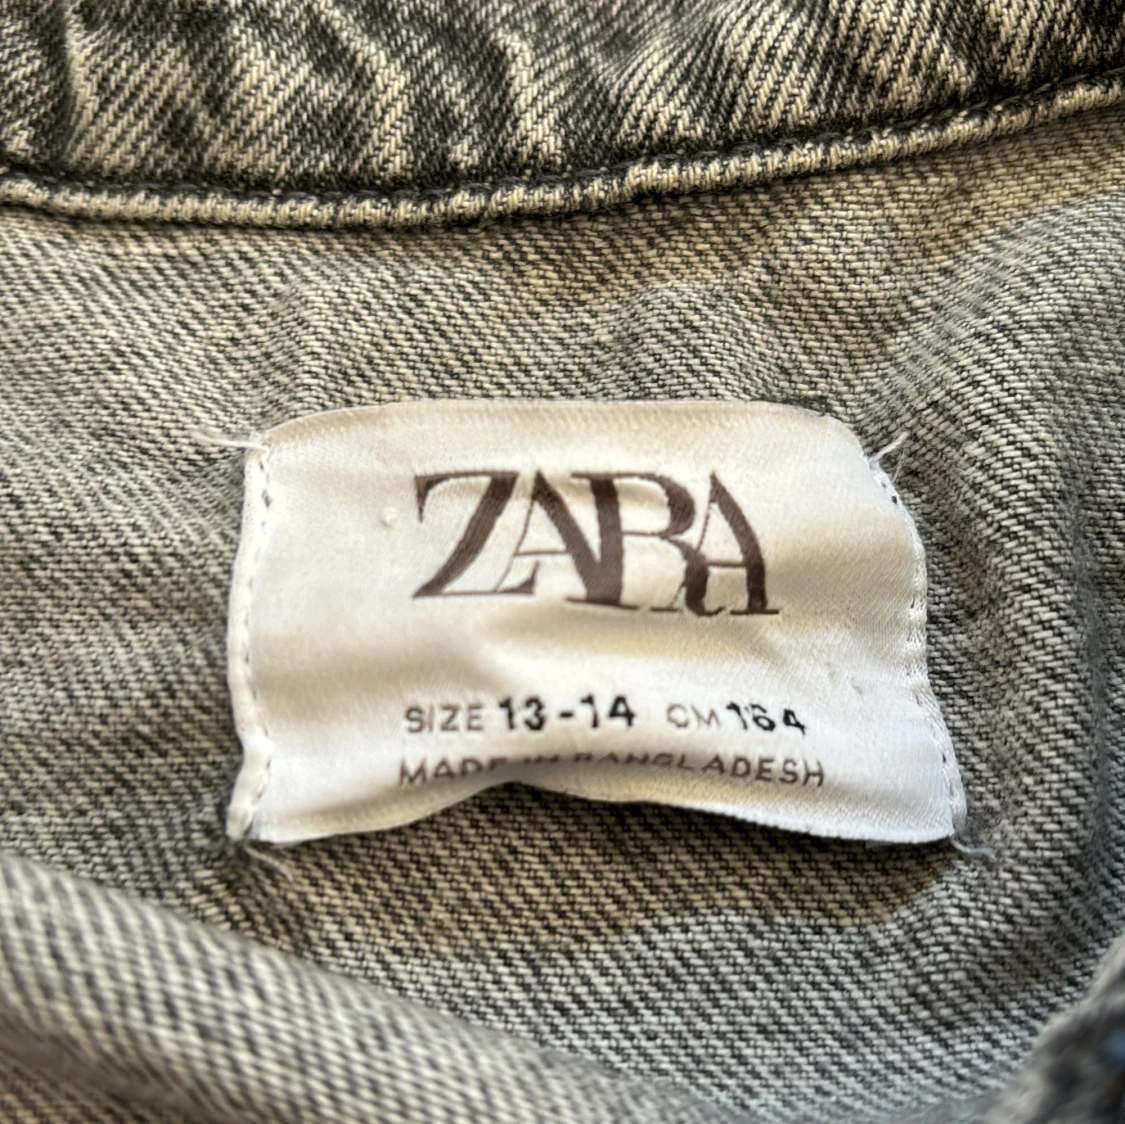 ZARA
SIZE 13-14 CM 164
MADE IN BANGLADESH